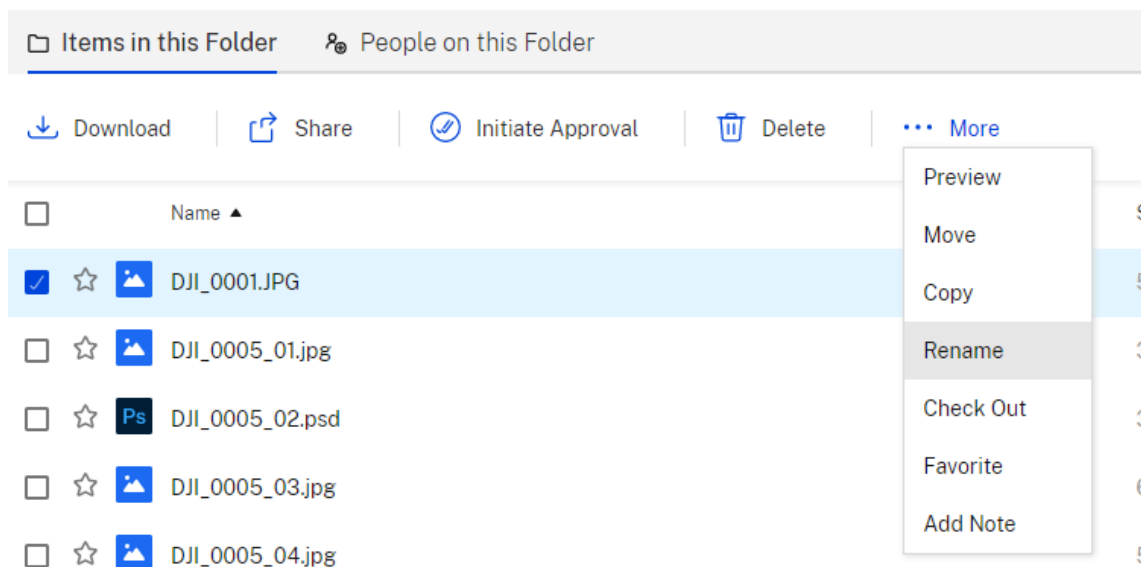 Items in this Folder People on this Folder
Download Share Initiate Approval Delete ··· More
Preview
Name ▲
Move
DJI_0001.JPG
Copy
DJI_0005_01.jpg
Rename
Ps DJI_0005_02.psd
Check Out
Favorite
DJI_0005_03.jpg
Add Note
DJI_0005_04.jpg